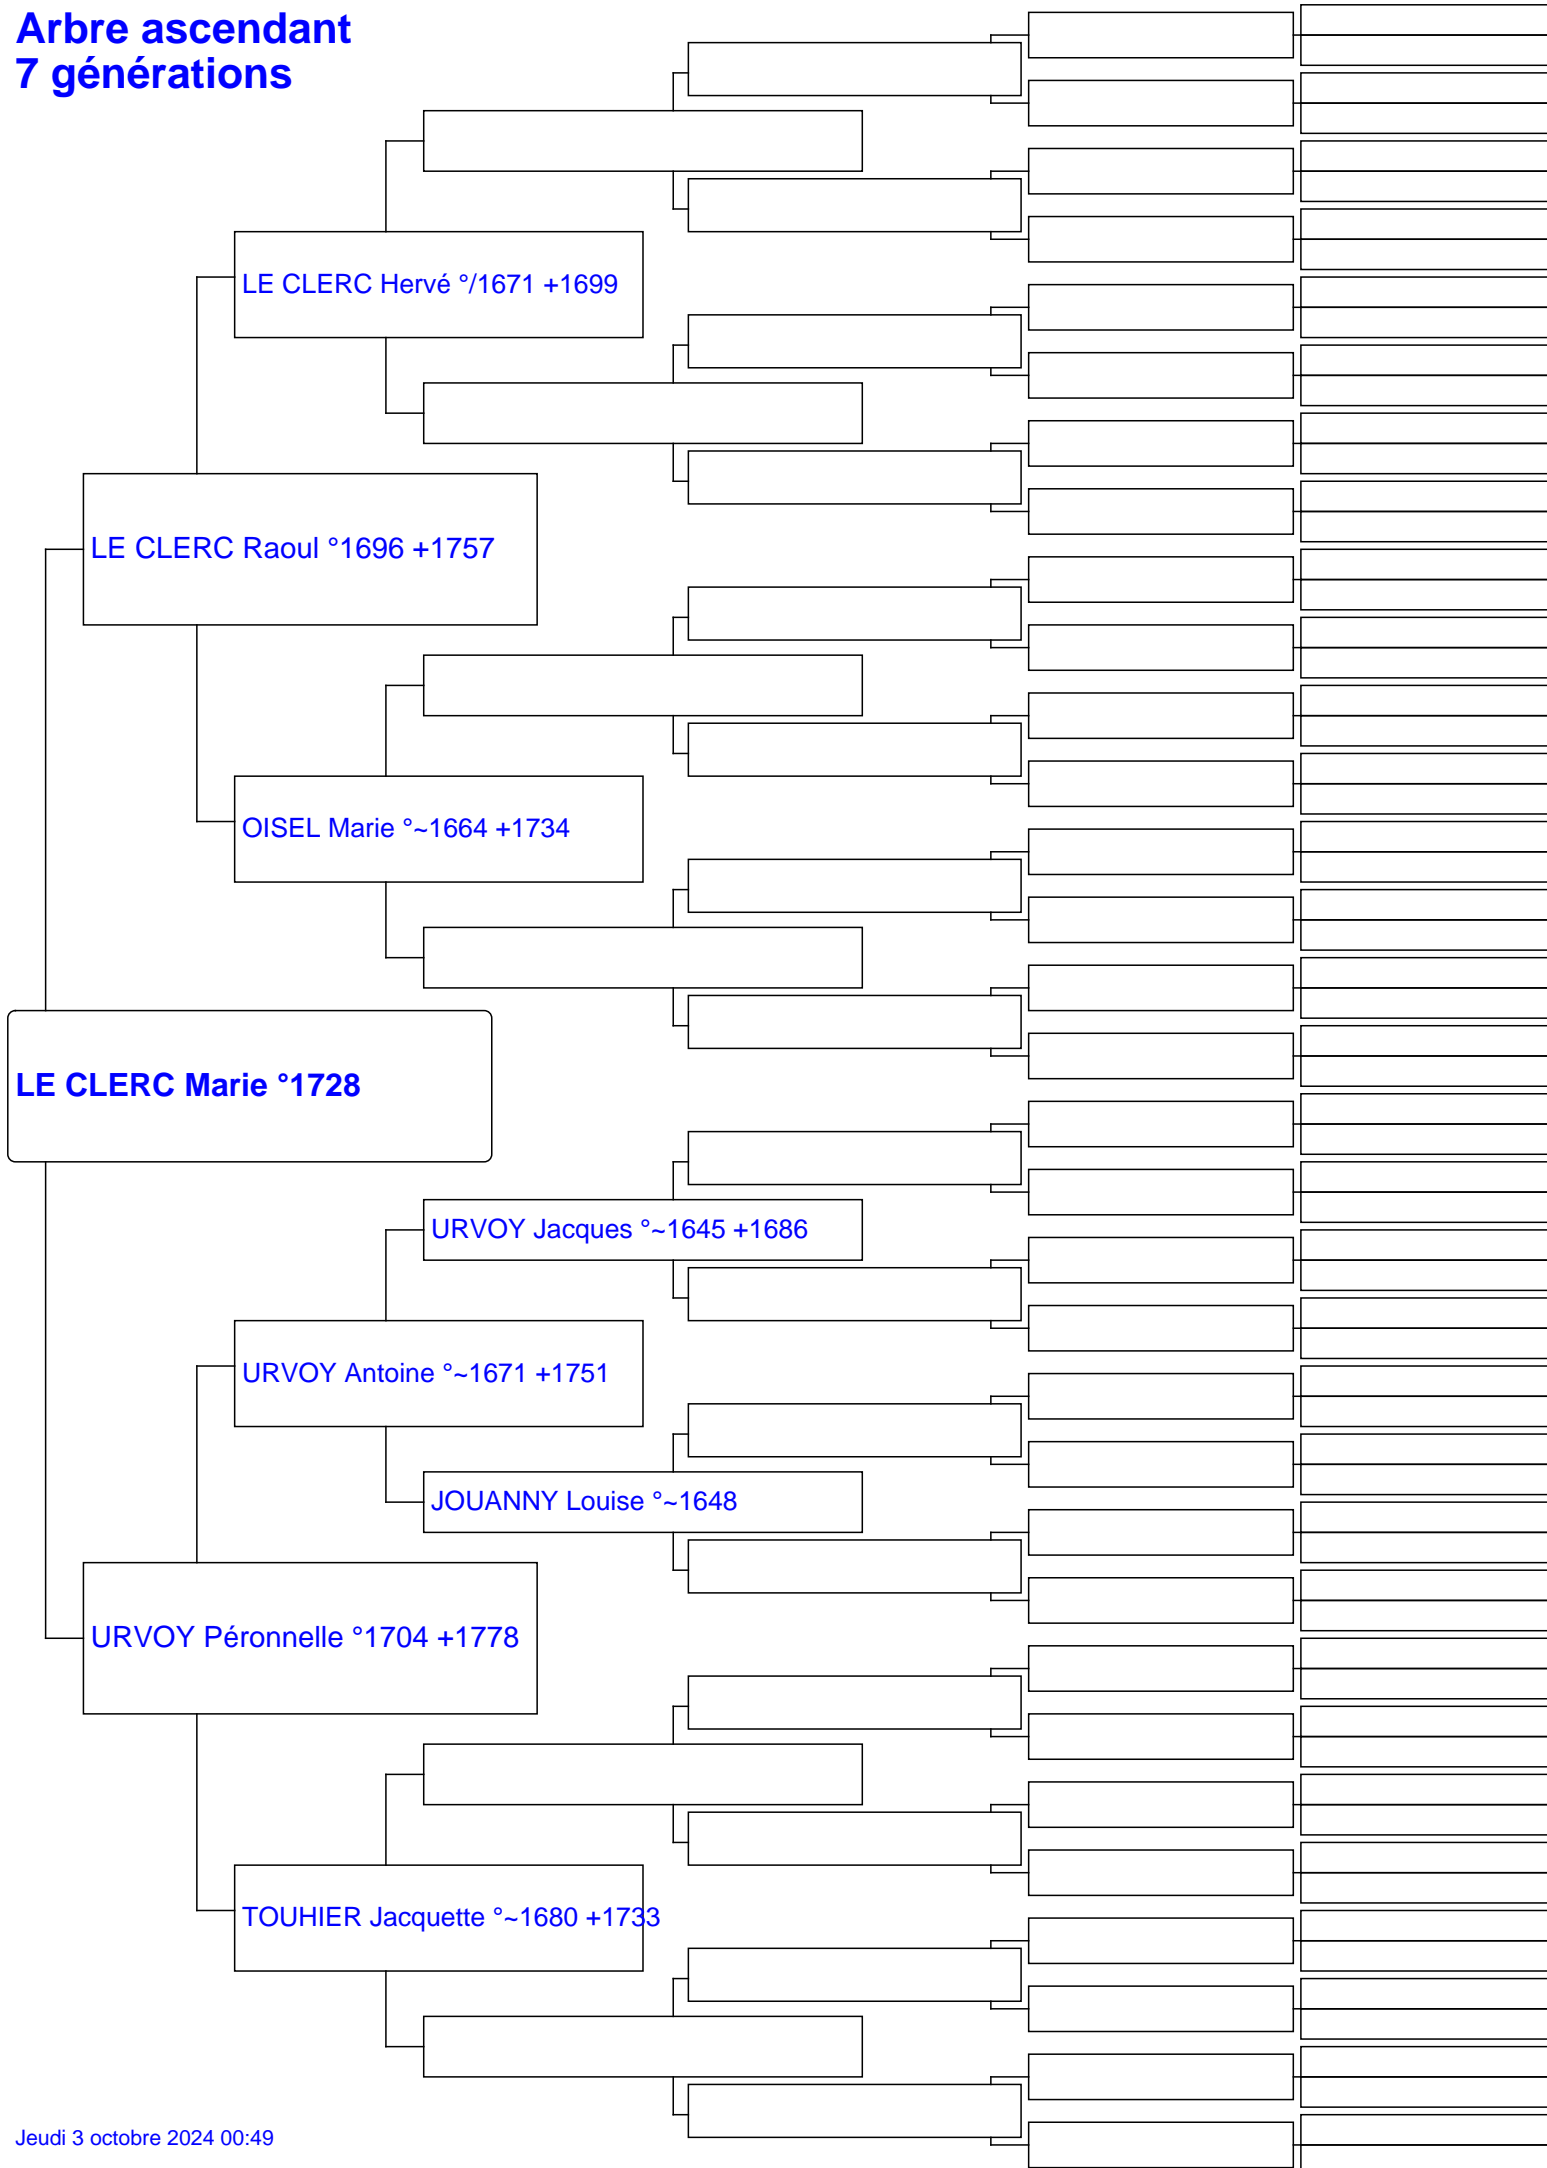 Arbre ascendant
7 générations
LE CLERC Hervé °/1671 +1699
LE CLERC Raoul °1696 +1757
OISEL Marie °~1664 +1734
LE CLERC Marie °1728
URVOY Jacques °~1645 +1686
URVOY Antoine °~1671 +1751
JOUANNY Louise °~1648
URVOY Péronnelle °1704 +1778
TOUHIER Jacquette °~1680 +1733
Jeudi 3 octobre 2024 00:49